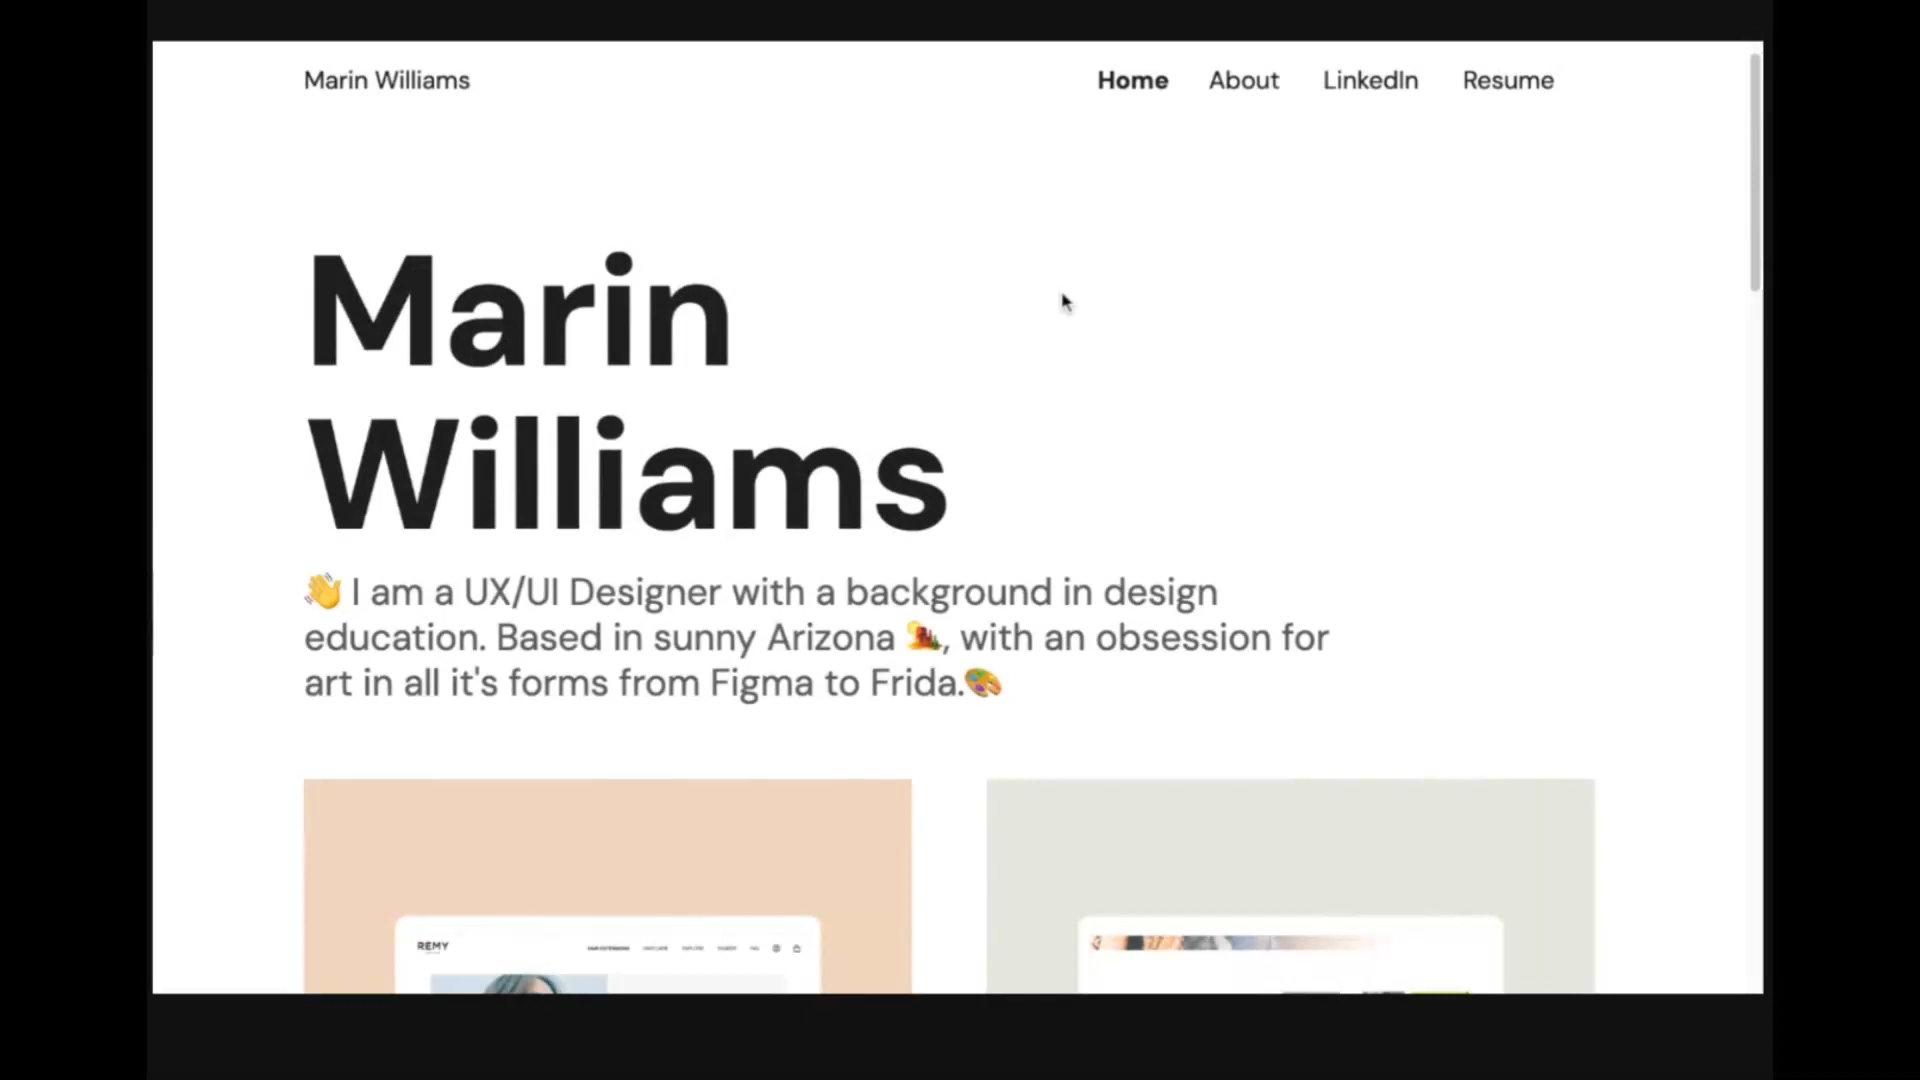 Marin Williams
Home About LinkedIn Resume
Marin
Williams
👋 I am a UX/UI Designer with a background in design
education. Based in sunny Arizona 🏜️, with an obsession for
art in all it's forms from Figma to Frida.🎨
REMY